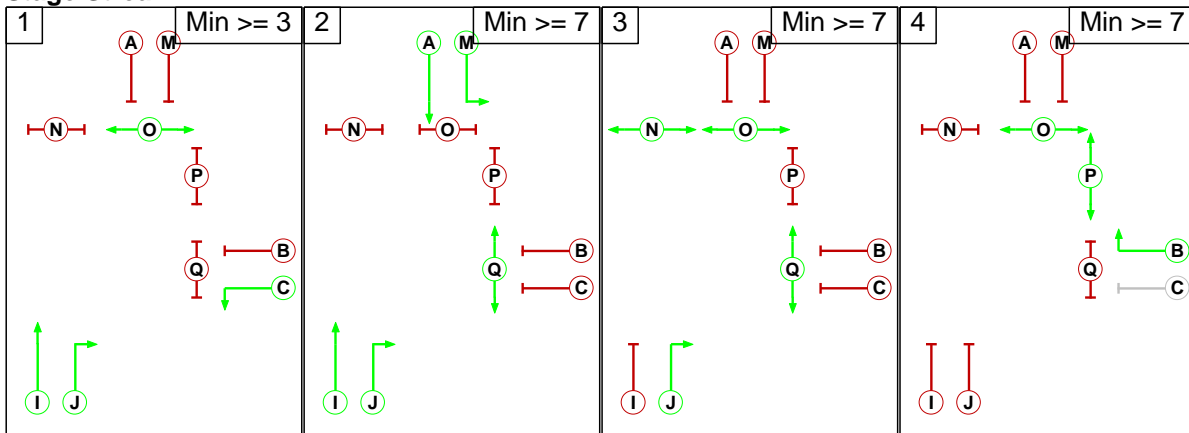 1 Min >= 3 2 Min >= 7 3 Min >= 7 4 Min >= 7
A M A M A M A M
N O N O N O N O
P P P P
B B B B
Q Q Q Q
C C C C
I J I J I J I J